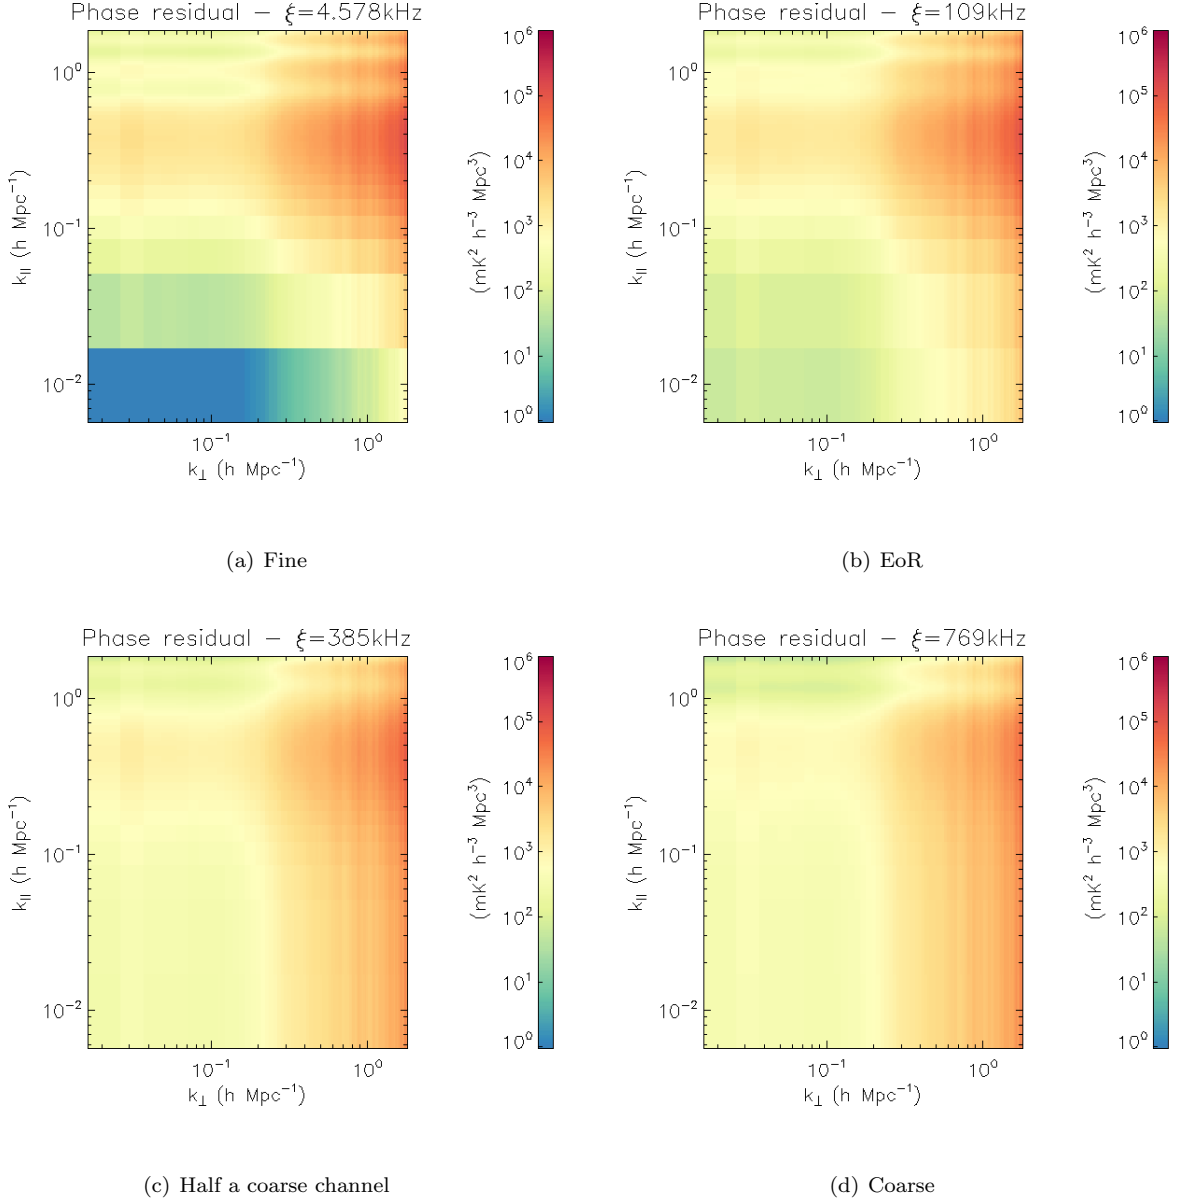 Phase residual − ξ=4.578kHz
10⁶
10⁵
10⁴
10³
10²
10¹
10⁰
(mK² h⁻³ Mpc³)
10⁰
10⁻¹
10⁻²
k∥ (h Mpc⁻¹)
10⁻¹ 10⁰
k⊥ (h Mpc⁻¹)
(a) Fine
Phase residual − ξ=109kHz
10⁶
10⁵
10⁴
10³
10²
10¹
10⁰
(mK² h⁻³ Mpc³)
10⁰
10⁻¹
10⁻²
k∥ (h Mpc⁻¹)
10⁻¹ 10⁰
k⊥ (h Mpc⁻¹)
(b) EoR
Phase residual − ξ=385kHz
10⁶
10⁵
10⁴
10³
10²
10¹
10⁰
(mK² h⁻³ Mpc³)
10⁰
10⁻¹
10⁻²
k∥ (h Mpc⁻¹)
10⁻¹ 10⁰
k⊥ (h Mpc⁻¹)
(c) Half a coarse channel
Phase residual − ξ=769kHz
10⁶
10⁵
10⁴
10³
10²
10¹
10⁰
(mK² h⁻³ Mpc³)
10⁰
10⁻¹
10⁻²
k∥ (h Mpc⁻¹)
10⁻¹ 10⁰
k⊥ (h Mpc⁻¹)
(d) Coarse